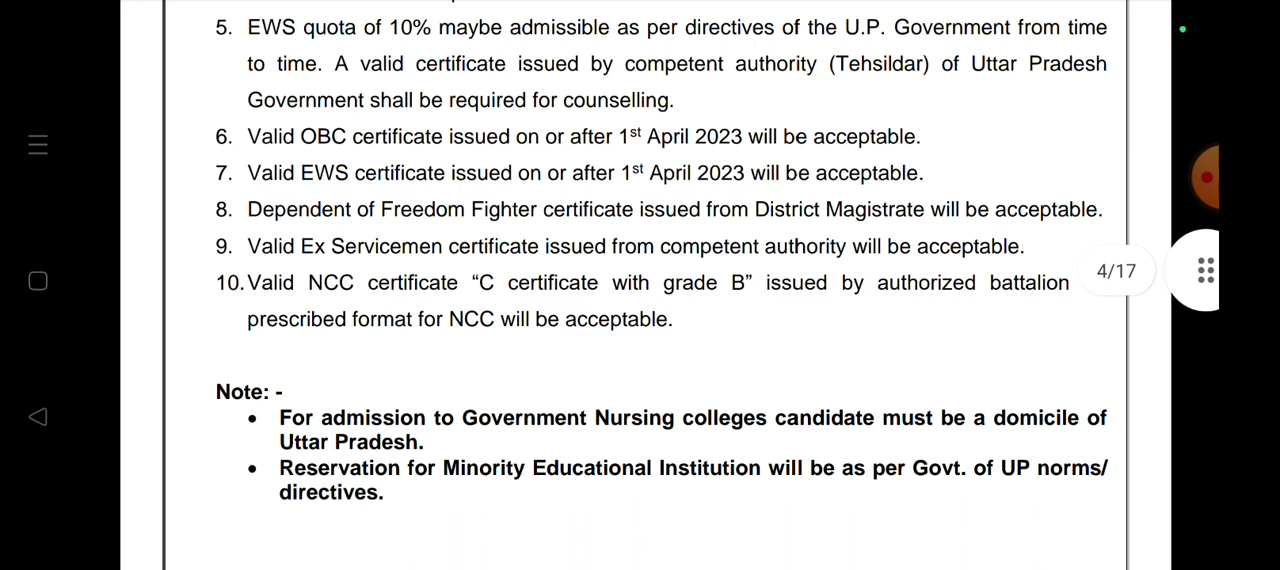 5. EWS quota of 10% maybe admissible as per directives of the U.P. Government from time
to time. A valid certificate issued by competent authority (Tehsildar) of Uttar Pradesh
Government shall be required for counselling.
6. Valid OBC certificate issued on or after 1st April 2023 will be acceptable.
7. Valid EWS certificate issued on or after 1st April 2023 will be acceptable.
8. Dependent of Freedom Fighter certificate issued from District Magistrate will be acceptable.
9. Valid Ex Servicemen certificate issued from competent authority will be acceptable.
4/17
10. Valid NCC certificate “C certificate with grade B” issued by authorized battalion
prescribed format for NCC will be acceptable.
Note: -
• For admission to Government Nursing colleges candidate must be a domicile of
Uttar Pradesh.
• Reservation for Minority Educational Institution will be as per Govt. of UP norms/
directives.